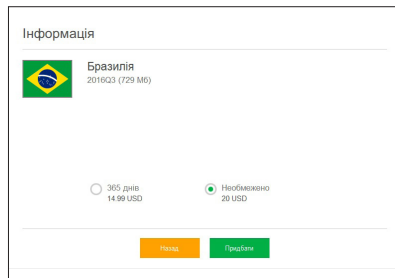 Інформація
Бразилія
2016Q3 (729 Мб)
365 днів
14.99 USD
Необмежено
20 USD
Назад
Придбати